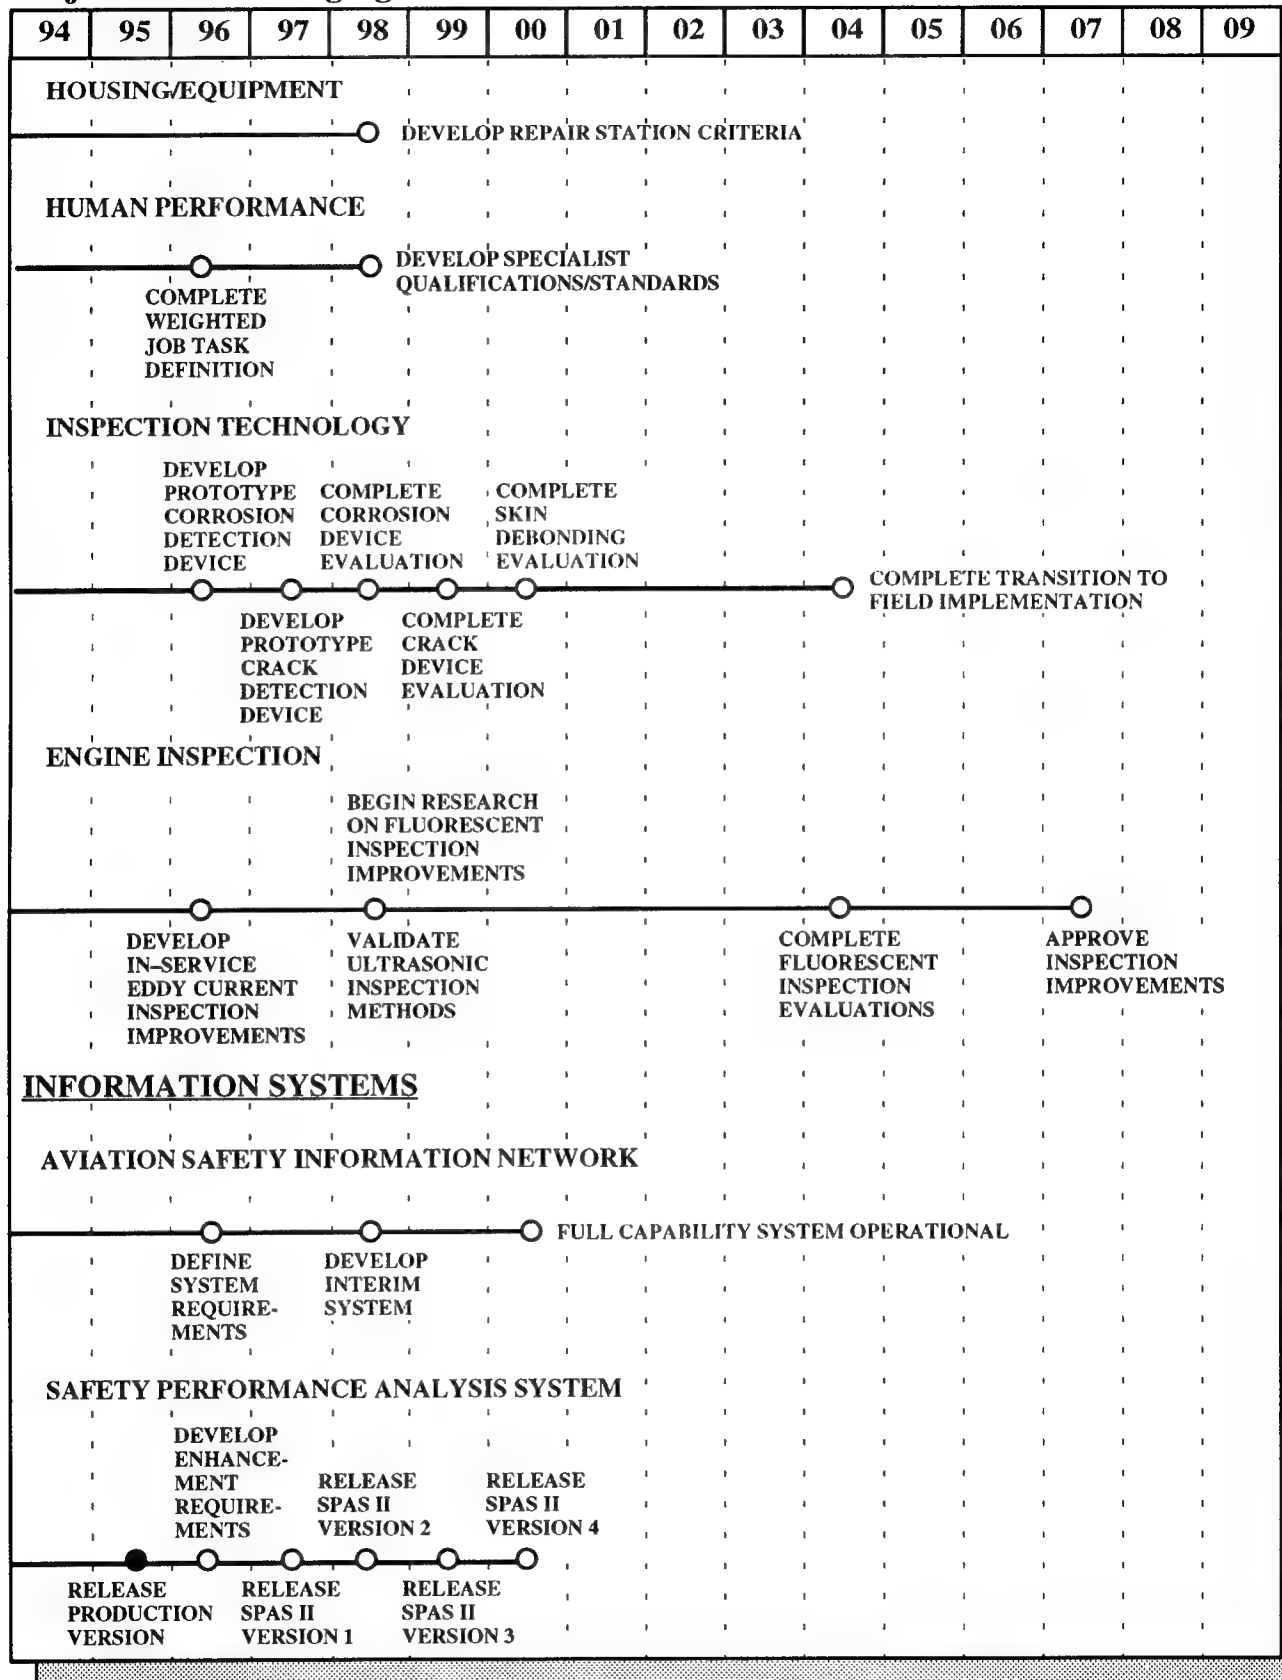 94 95 96 97 98 99 00 01 02 03 04 05 06 07 08 09
HOUSING/EQUIPMENT
DEVELOP REPAIR STATION CRITERIA
HUMAN PERFORMANCE
DEVELOP SPECIALIST
QUALIFICATIONS/STANDARDS
COMPLETE
WEIGHTED
JOB TASK
DEFINITION
INSPECTION TECHNOLOGY
DEVELOP
PROTOTYPE
CORROSION
DETECTION
DEVICE
COMPLETE
CORROSION
DEVICE
EVALUATION
COMPLETE
SKIN
DEBONDING
EVALUATION
COMPLETE TRANSITION TO
FIELD IMPLEMENTATION
DEVELOP
PROTOTYPE
CRACK
DETECTION
DEVICE
COMPLETE
CRACK
DEVICE
EVALUATION
ENGINE INSPECTION
BEGIN RESEARCH
ON FLUORESCENT
INSPECTION
IMPROVEMENTS
DEVELOP
IN-SERVICE
EDDY CURRENT
INSPECTION
IMPROVEMENTS
VALIDATE
ULTRASONIC
INSPECTION
METHODS
COMPLETE
FLUORESCENT
INSPECTION
EVALUATIONS
APPROVE
INSPECTION
IMPROVEMENTS
INFORMATION SYSTEMS
AVIATION SAFETY INFORMATION NETWORK
FULL CAPABILITY SYSTEM OPERATIONAL
DEFINE
SYSTEM
REQUIRE-
MENTS
DEVELOP
INTERIM
SYSTEM
SAFETY PERFORMANCE ANALYSIS SYSTEM
DEVELOP
ENHANCE-
MENT
REQUIRE-
MENTS
RELEASE
SPAS II
VERSION 2
RELEASE
SPAS II
VERSION 4
RELEASE
PRODUCTION
VERSION
RELEASE
SPAS II
VERSION 1
RELEASE
SPAS II
VERSION 3